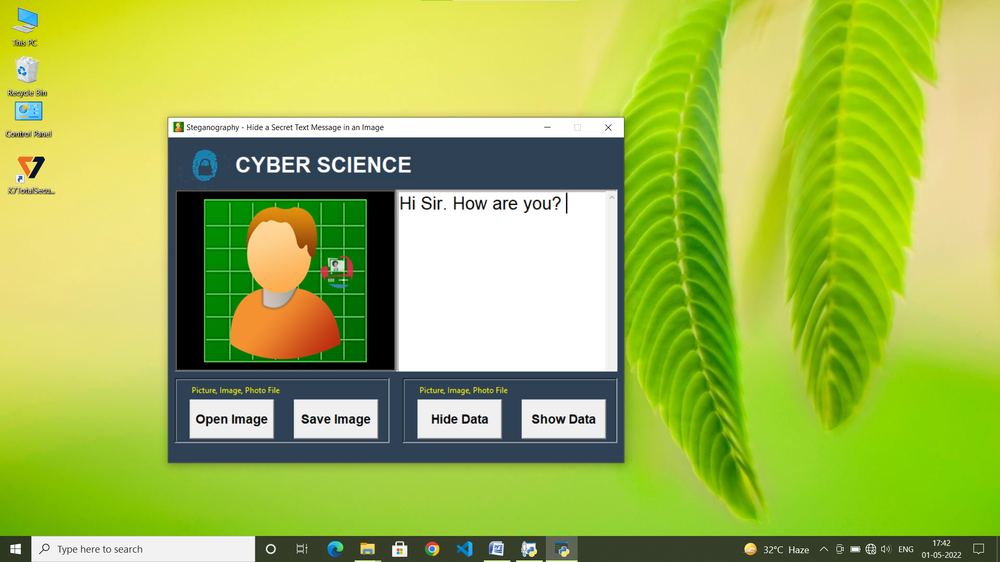 This PC
Recycle Bin
Control Panel
K7TotalSecu...
Steganography - Hide a Secret Text Message in an Image
CYBER SCIENCE
Hi Sir. How are you?
Picture, Image, Photo File
Open Image
Save Image
Picture, Image, Photo File
Hide Data
Show Data
Type here to search
32°C Haze
ENG
17:42
01-05-2022